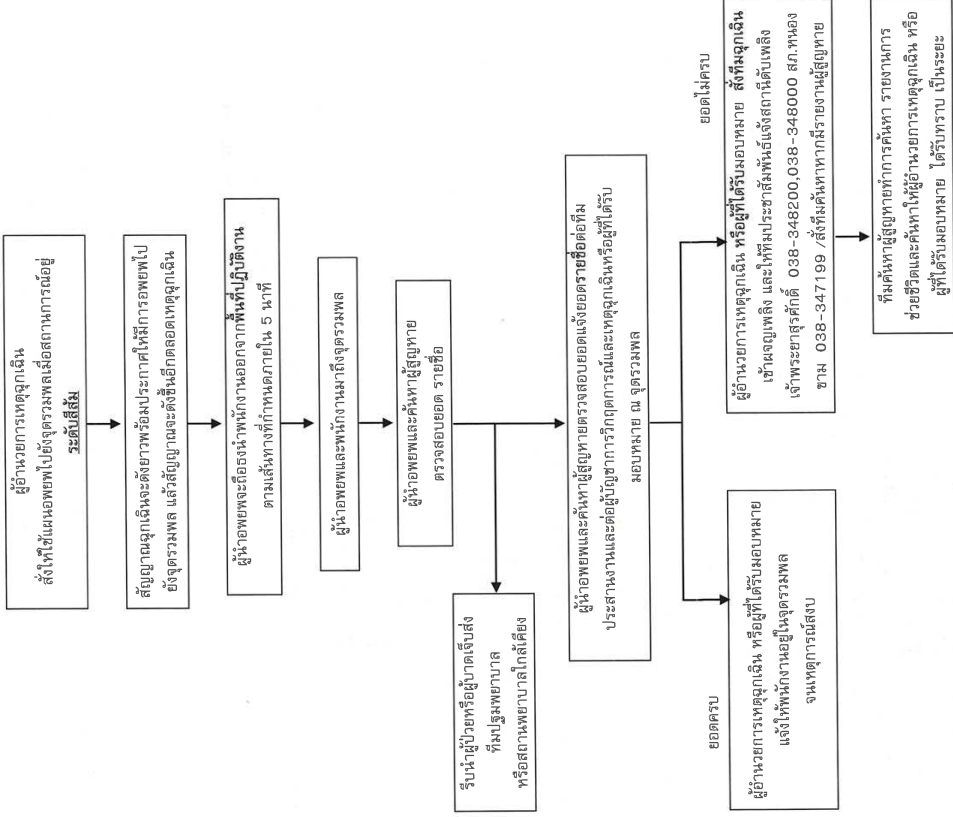 ผู้อำนวยการเหตุฉุกเฉิน
สั่งให้ใช้แผนอพยพไปยังจุดรวมพลเมื่อสถานการณ์อยู่
ระดับสีส้ม
สัญญาณฉุกเฉินจะดังยาวพร้อมประกาศให้มีการอพยพไป
ยังจุดรวมพล แล้วสัญญาณจะดังขึ้นอีกตลอดเหตุฉุกเฉิน
ผู้นำอพยพจะถือธงนำพนักงานออกจากพื้นที่ปฏิบัติงาน
ตามเส้นทางที่กำหนดภายใน 5 นาที
ผู้นำอพยพและพนักงานมาถึงจุดรวมพล
ผู้นำอพยพและค้นหาผู้สูญหาย
ตรวจสอบยอด รายชื่อ
รีบนำผู้ป่วยหรือผู้บาดเจ็บส่ง
ทีมปฐมพยาบาล
หรือสถานพยาบาลใกล้เคียง
ผู้นำอพยพและค้นหาผู้สูญหายตรวจสอบยอดแจ้งยอดรายชื่อต่อทีม
ประสานงานและต่อผู้บัญชาการวิกฤตการณ์และเหตุฉุกเฉินหรือผู้ที่ได้รับ
มอบหมาย ณ จุดรวมพล
ยอดครบ
ผู้อำนวยการเหตุฉุกเฉิน หรือผู้ที่ได้รับมอบหมาย
แจ้งให้พนักงานอยู่ในจุดรวมพล
จนเหตุการณ์สงบ
ยอดไม่ครบ
ผู้อำนวยการเหตุฉุกเฉิน หรือผู้ที่ได้รับมอบหมาย สั่งทีมฉุกเฉิน
เข้าผจญเพลิง และให้ทีมประชาสัมพันธ์แจ้งสถานีดับเพลิง
เจ้าพระยาสุรศักดิ์ 038-348200,038-348000 สภ.หนอง
ขาม 038-347199 /สั่งทีมค้นหาหากมีรายงานผู้สูญหาย
ทีมค้นหาผู้สูญหายทำการค้นหา รายงานการ
ช่วยชีวิตและค้นหาให้ผู้อำนวยการเหตุฉุกเฉิน หรือ
ผู้ที่ได้รับมอบหมาย ได้รับทราบ เป็นระยะ